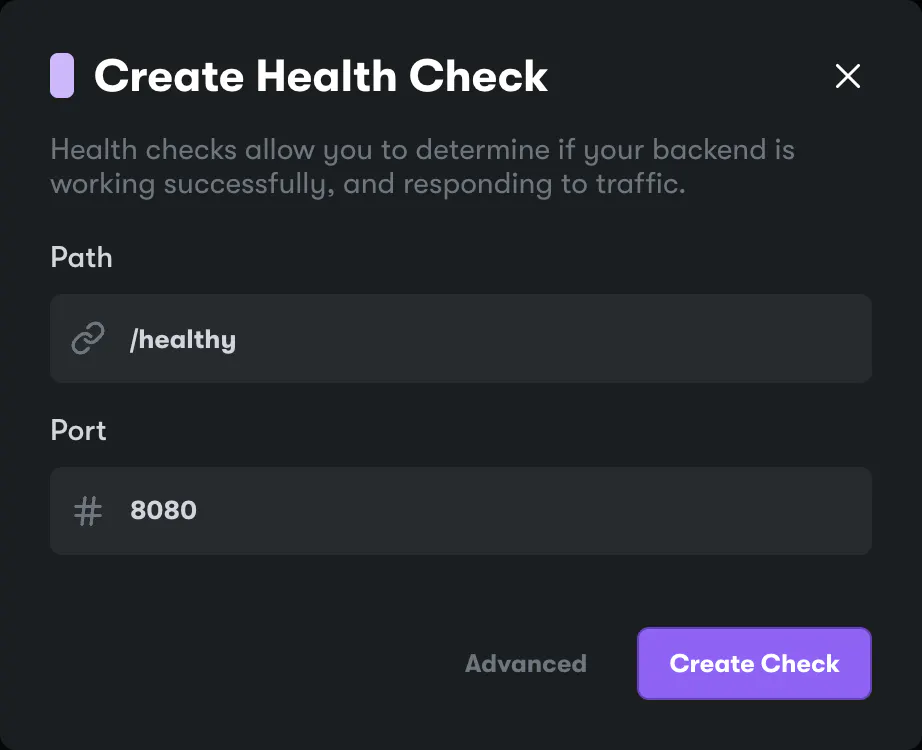 Create Health Check
Health checks allow you to determine if your backend is
working successfully, and responding to traffic.
Path
/healthy
Port
# 8080
Advanced
Create Check